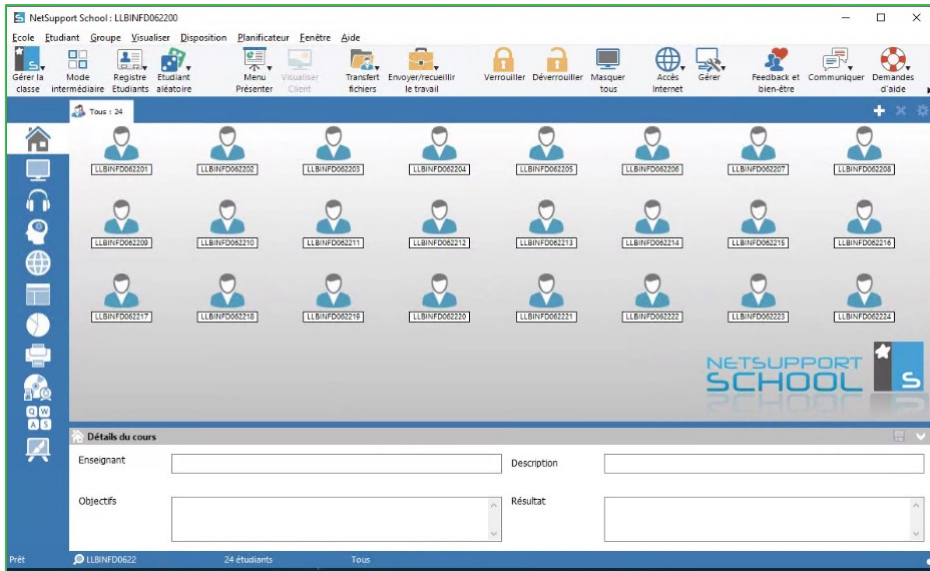 NetSupport School : LLBINFD062200
Ecole Etudiant Groupe Visualiser Disposition Planificateur Fenêtre Aide
Gérer la classe
Mode intermédiaire
Registre Etudiants
Etudiant aléatoire
Menu Présenter
Visualiser Client
Transfert fichiers
Envoyer/recueillir le travail
Verrouiller
Déverrouiller
Masquer tous
Accès Internet
Gérer
Feedback et bien-être
Communiquer
Demandes d'aide
Tous : 24
LLBINFD062201 LLBINFD062202 LLBINFD062203 LLBINFD062204 LLBINFD062205 LLBINFD062206 LLBINFD062207 LLBINFD062208
LLBINFD062209 LLBINFD062210 LLBINFD062211 LLBINFD062212 LLBINFD062213 LLBINFD062214 LLBINFD062215 LLBINFD062216
LLBINFD062217 LLBINFD062218 LLBINFD062219 LLBINFD062220 LLBINFD062221 LLBINFD062222 LLBINFD062223 LLBINFD062224
NETSUPPORT
SCHOOL
S
Q W
A S
Détails du cours
Enseignant
Description
Objectifs
Résultat
Prêt LLBINFD0622 24 étudiants Tous